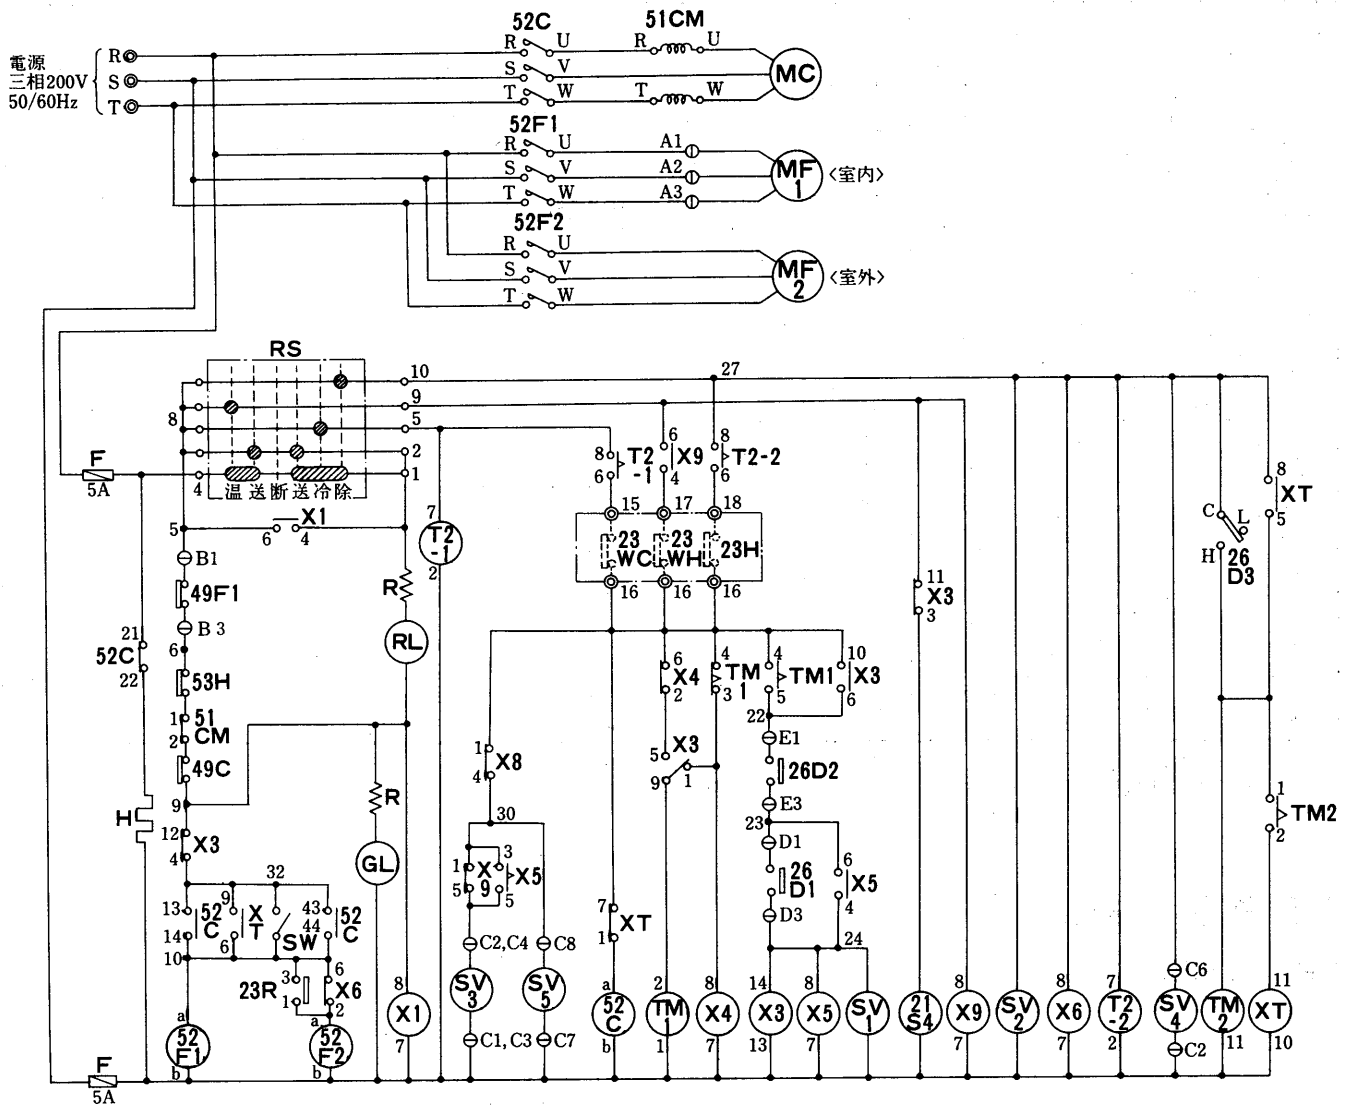 52C 51CM
電源
三相200V
50/60Hz
R R U R U
S S V
T T W T W
MC
52F1
R U A1
S V A2
T W A3
MF
1
〈室内〉
52F2
R U
S V
T W
MF
2
〈室外〉
RS
10 27
9
8 5
2
F
5A
4 1
温 送 断 送 冷 除
5 X1
6 4
B1
49F1
B3
6
53H
1 51
2 CM
49C
9
12 X3
4
21
52C
22
H
R
RL
R
GL
7
T2
-1
2
8 T2
6 -1
6 X9
4
8 T2-2
6
15 17 18
23
WC
23
WH
23H
16 16 16
6 X4
2
4 TM
3 1
4 TM1
5
10 X3
6
22
5 X3
9 1
E1
26D2
E3
23
D1
26
D1
D3
6 X5
4
24
1 X8
4
30
1 X
5 9
3 X5
5
C2,C4 C8
SV
3
SV
5
C1,C3 C7
7 XT
1
11 X3
3
C L
H 26
D3
8 XT
5
1 TM2
2
32
13 52
14 C
9 X
6 T
SW
43 52
44 C
10
3 23R
1
6 X6
2
a 52
F1
b
a 52
F2
b
8 X1
7
a 52
C
b
2 TM
1
1
8 X4
7
14 X3
13
8 X5
7
SV
1
21
S4
8 X9
7
SV
2
8 X6
7
7 T2
-2
2
C6
SV
4
C2
TM
2
11
11 XT
10
F
5A